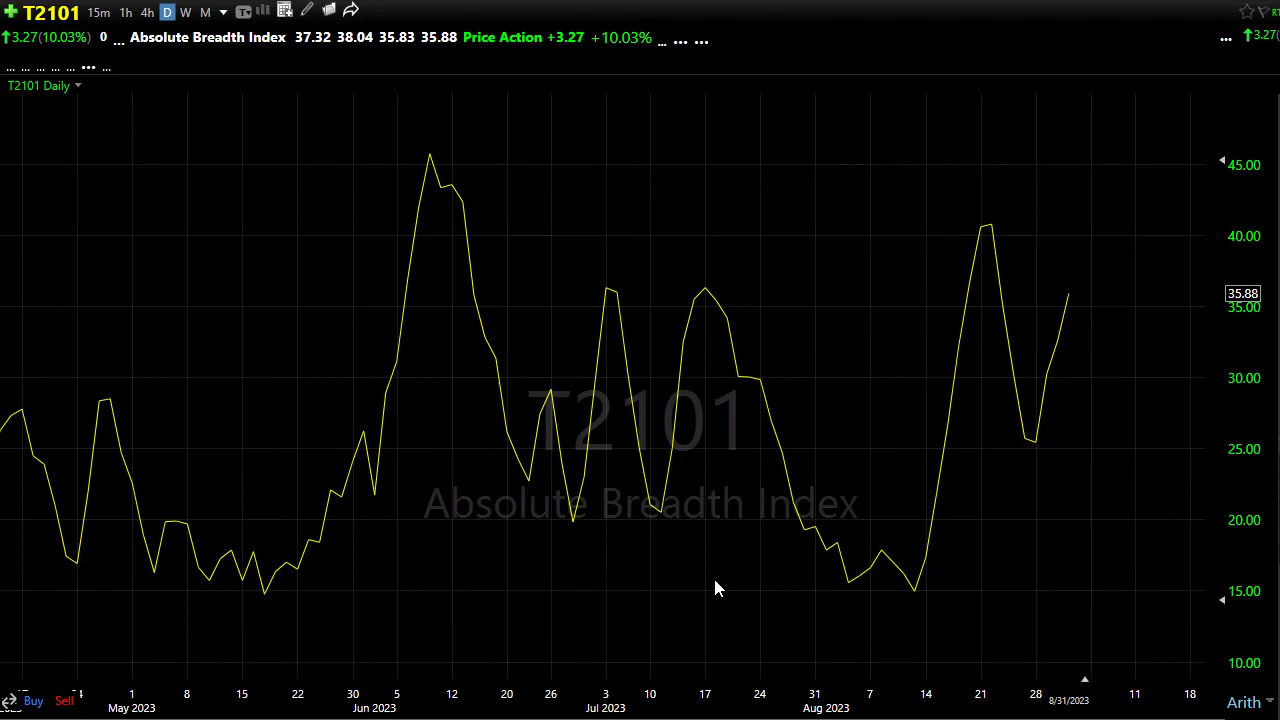 T2101 15m 1h 4h D W M
3.27(10.03%) 0 ... Absolute Breadth Index 37.32 38.04 35.83 35.88 Price Action +3.27 +10.03% ... ... ... ... 3.27(
... ... ... ... ... ... ...
T2101 Daily
45.00
40.00
35.88
35.00
30.00
T2101
25.00
Absolute Breadth Index
20.00
15.00
10.00
1 8 15 22 30 5 12 20 26 3 10 17 24 31 7 14 21 28 8/31/2023 11 18
Buy Sell May 2023 Jun 2023 Jul 2023 Aug 2023 Arith